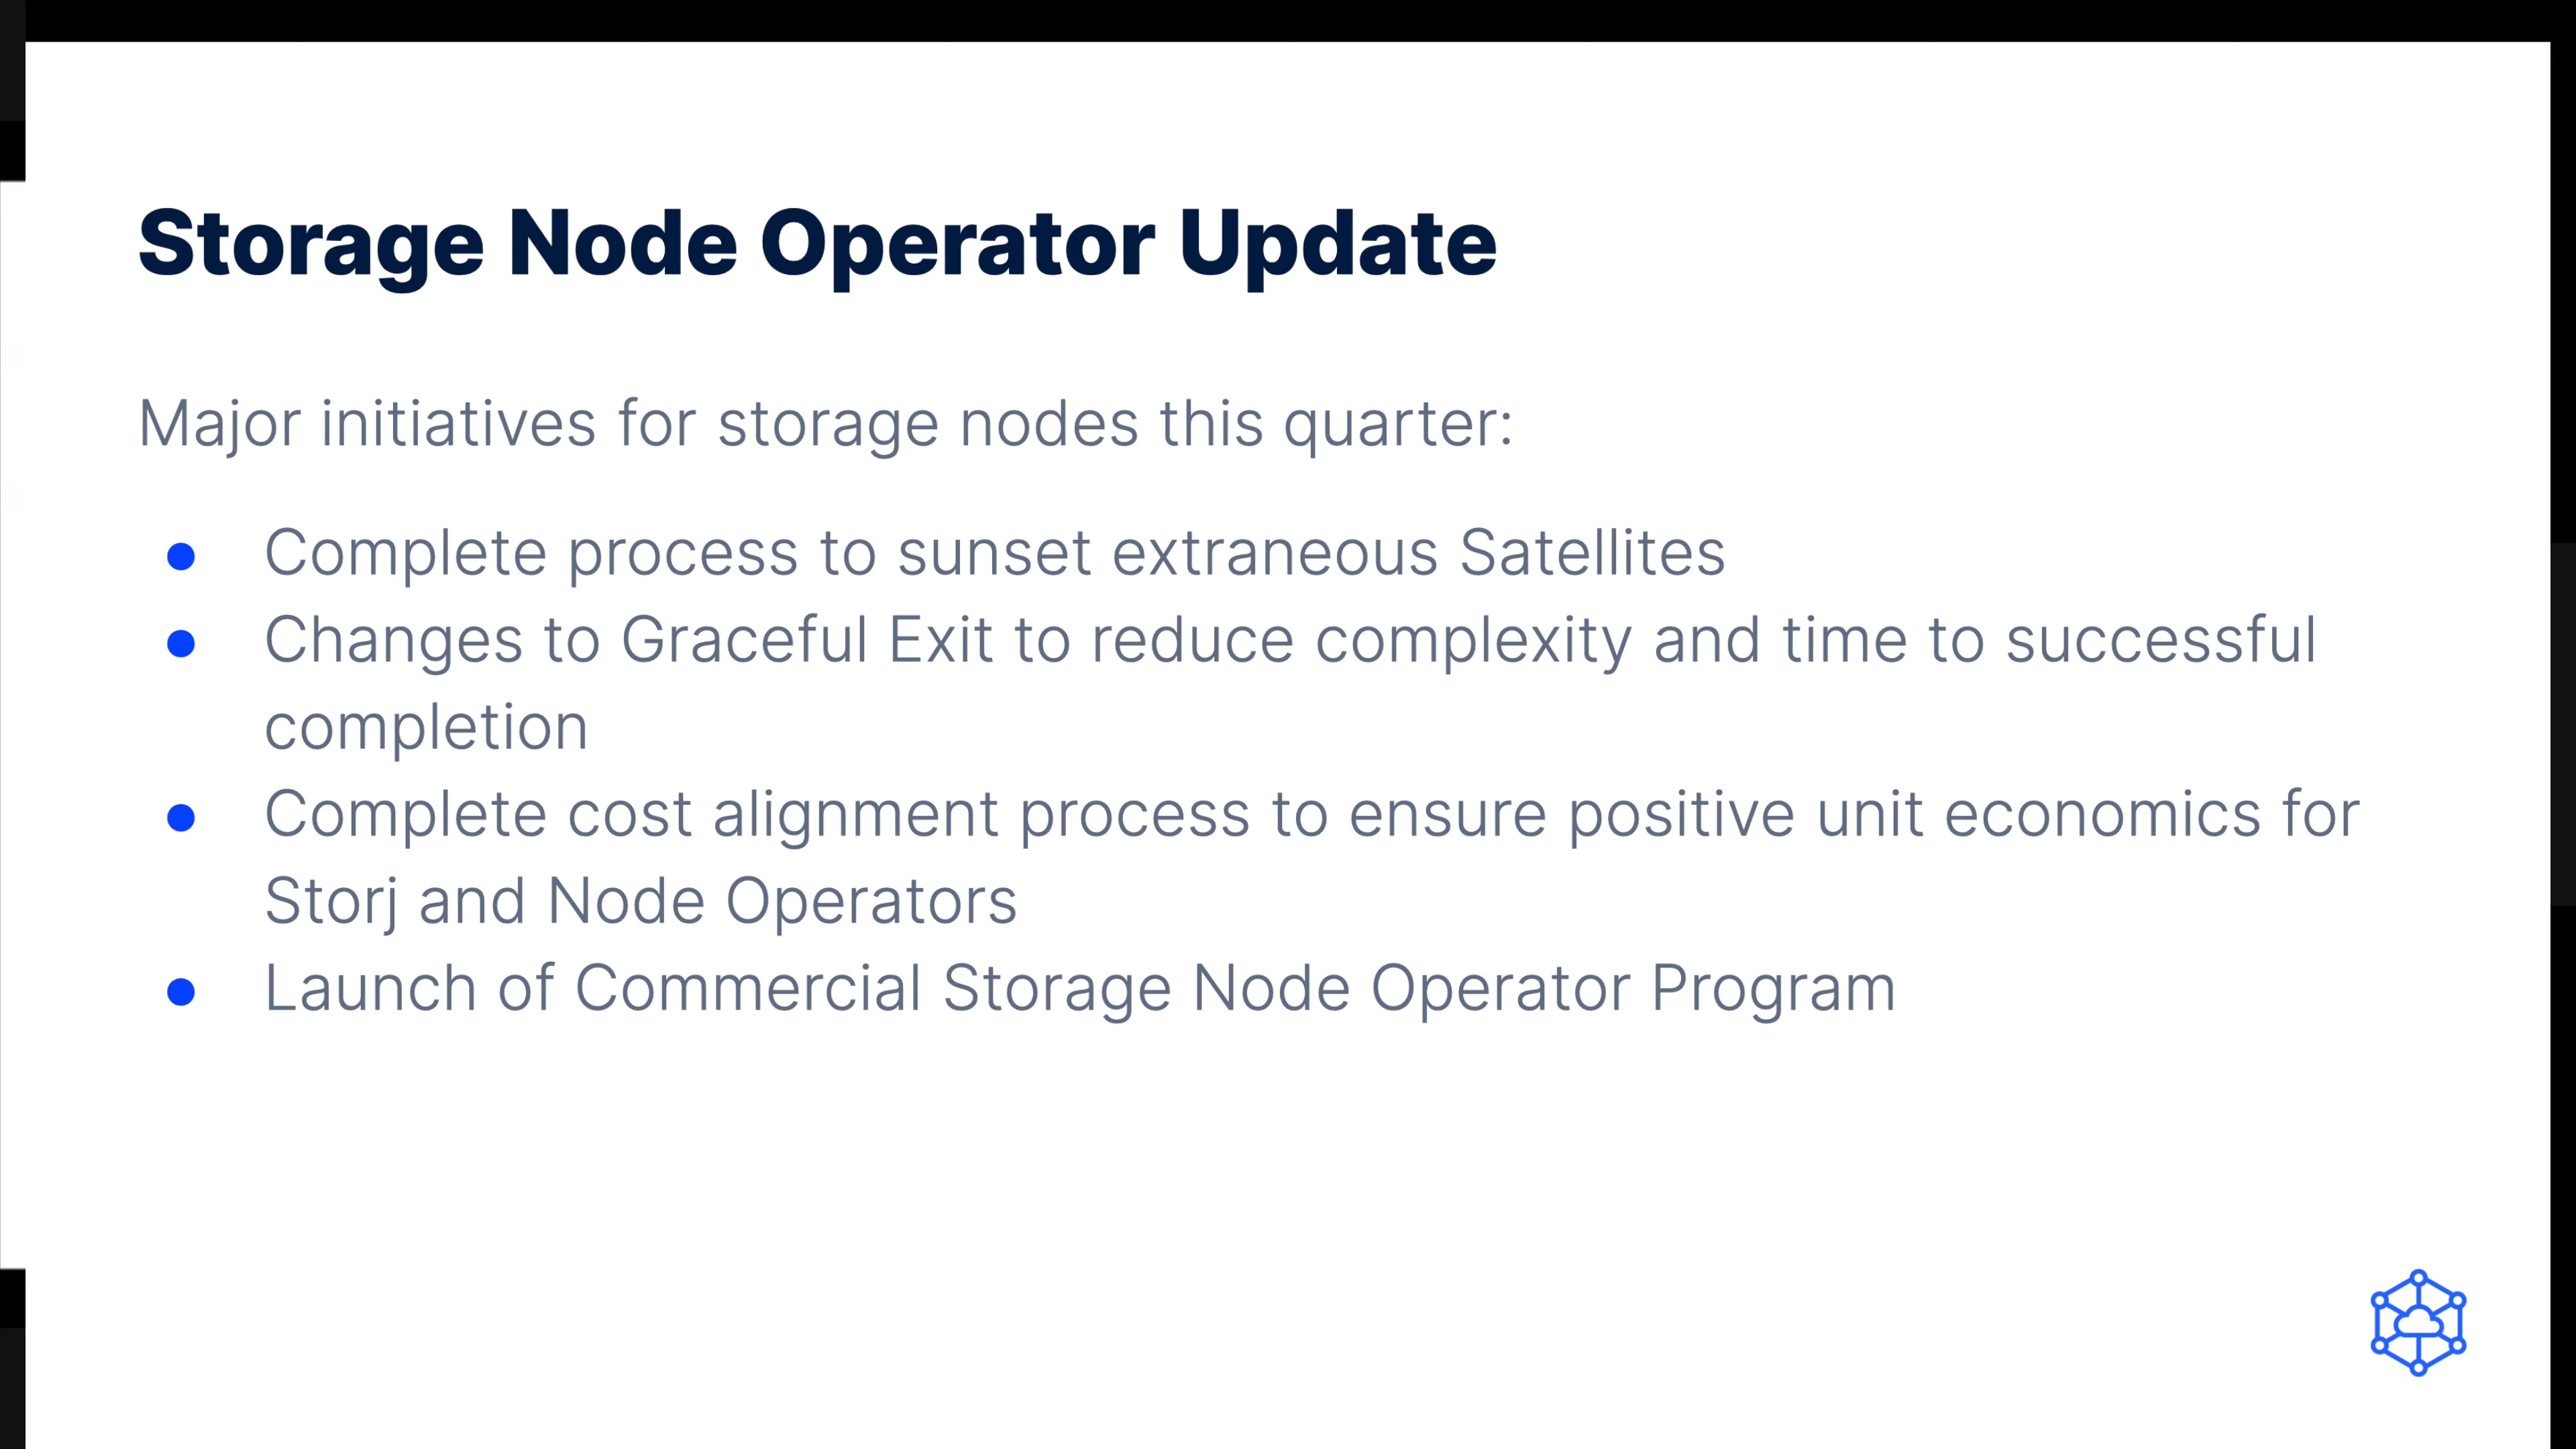 Storage Node Operator Update
Major initiatives for storage nodes this quarter:
● Complete process to sunset extraneous Satellites
● Changes to Graceful Exit to reduce complexity and time to successful
completion
● Complete cost alignment process to ensure positive unit economics for
Storj and Node Operators
● Launch of Commercial Storage Node Operator Program